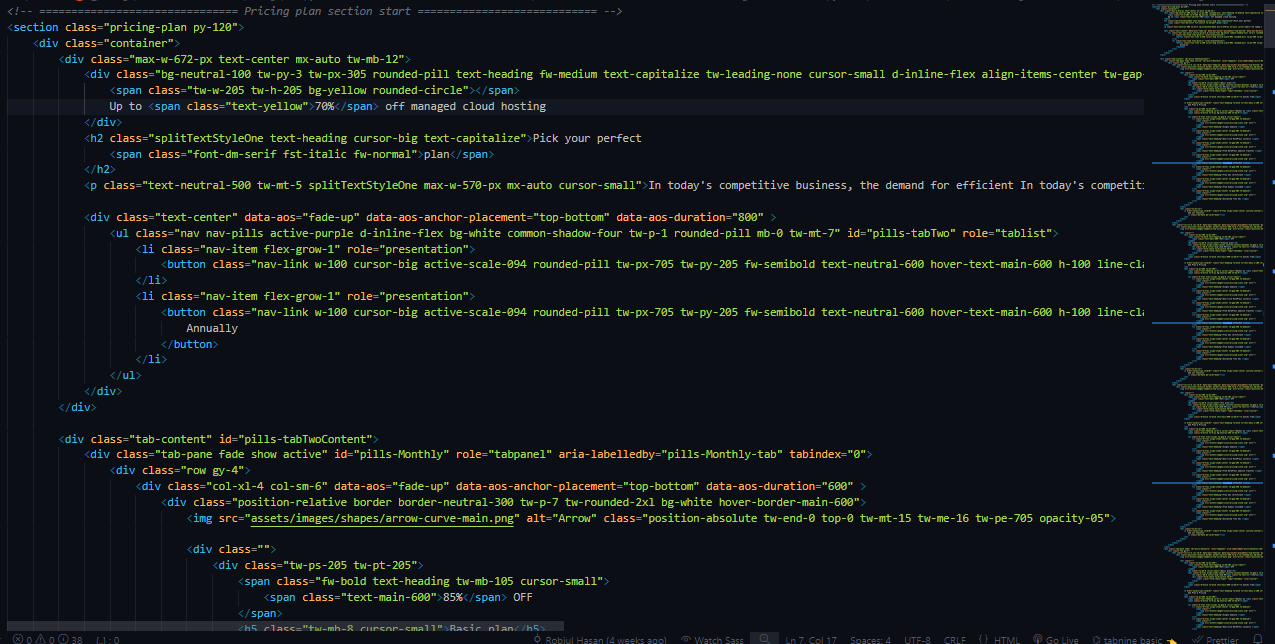 <!-- ============================== Pricing plan section start =========================== -->
<section class="pricing-plan py-120">
<div class="container">
<div class="max-w-672-px text-center mx-auto tw-mb-12">
<div class="bg-neutral-100 tw-py-3 tw-px-305 rounded-pill text-heading fw-medium text-capitalize tw-leading-none cursor-small d-inline-flex align-items-center tw-gap-
<span class="tw-w-205 tw-h-205 bg-yellow rounded-circle"></span>
Up to <span class="text-yellow">70%</span> off managed cloud hosting
</div>
<h2 class="splitTextStyleOne text-heading cursor-big text-capitalize">Pick your perfect
<span class="font-dm-serif fst-italic fw-normal">plan</span>
</h2>
<p class="text-neutral-500 tw-mt-5 splitTextStyleOne max-w-570-px mx-auto cursor-small">In today's competitive business, the demand for efficient In today's competiti
<div class="text-center" data-aos="fade-up" data-aos-anchor-placement="top-bottom" data-aos-duration="800" >
<ul class="nav nav-pills active-purple d-inline-flex bg-white common-shadow-four tw-p-1 rounded-pill mb-0 tw-mt-7" id="pills-tabTwo" role="tablist">
<li class="nav-item flex-grow-1" role="presentation">
<button class="nav-link w-100 cursor-big active-scale-094 rounded-pill tw-px-705 tw-py-205 fw-semibold text-neutral-600 hover-text-main-600 h-100 line-cla
</li>
<li class="nav-item flex-grow-1" role="presentation">
<button class="nav-link w-100 cursor-big active-scale-094 rounded-pill tw-px-705 tw-py-205 fw-semibold text-neutral-600 hover-text-main-600 h-100 line-cla
Annually
</button>
</li>
</ul>
</div>
</div>
<div class="tab-content" id="pills-tabTwoContent">
<div class="tab-pane fade show active" id="pills-Monthly" role="tabpanel" aria-labelledby="pills-Monthly-tab" tabindex="0">
<div class="row gy-4">
<div class="col-xl-4 col-sm-6" data-aos="fade-up" data-aos-anchor-placement="top-bottom" data-aos-duration="600" >
<div class="position-relative border border-neutral-300 tw-p-7 tw-rounded-2xl bg-white hover-border-main-600">
<img src="assets/images/shapes/arrow-curve-main.png" alt="Arrow" class="position-absolute tw-end-0 top-0 tw-mt-15 tw-me-16 tw-pe-705 opacity-05">
<div class="">
<div class="tw-ps-205 tw-pt-205">
<span class="fw-bold text-heading tw-mb-105 cursor-small">
<span class="text-main-600">85%</span> OFF
</span>
<h5 class="tw-mb-8 cursor-small">Basic plan</h5>
0 0 38 {..} : 0 Robiul Hasan (4 weeks ago) Watch Sass Ln 7, Col 17 Spaces: 4 UTF-8 CRLF {} HTML Go Live tabnine basic Prettier